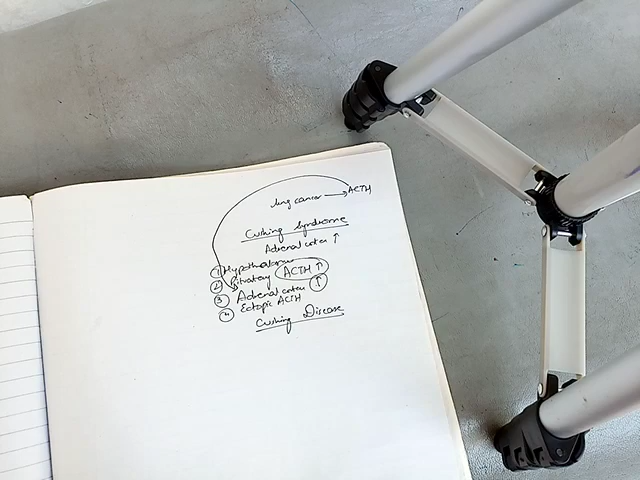 lung cancer → ACTH
Cushing Syndrome
Adrenal cortex ↑
① Hypothalamus
② Pituitary ACTH ↑
③ Adrenal cortex ↑
④ Ectopic ACTH
Cushing Disease